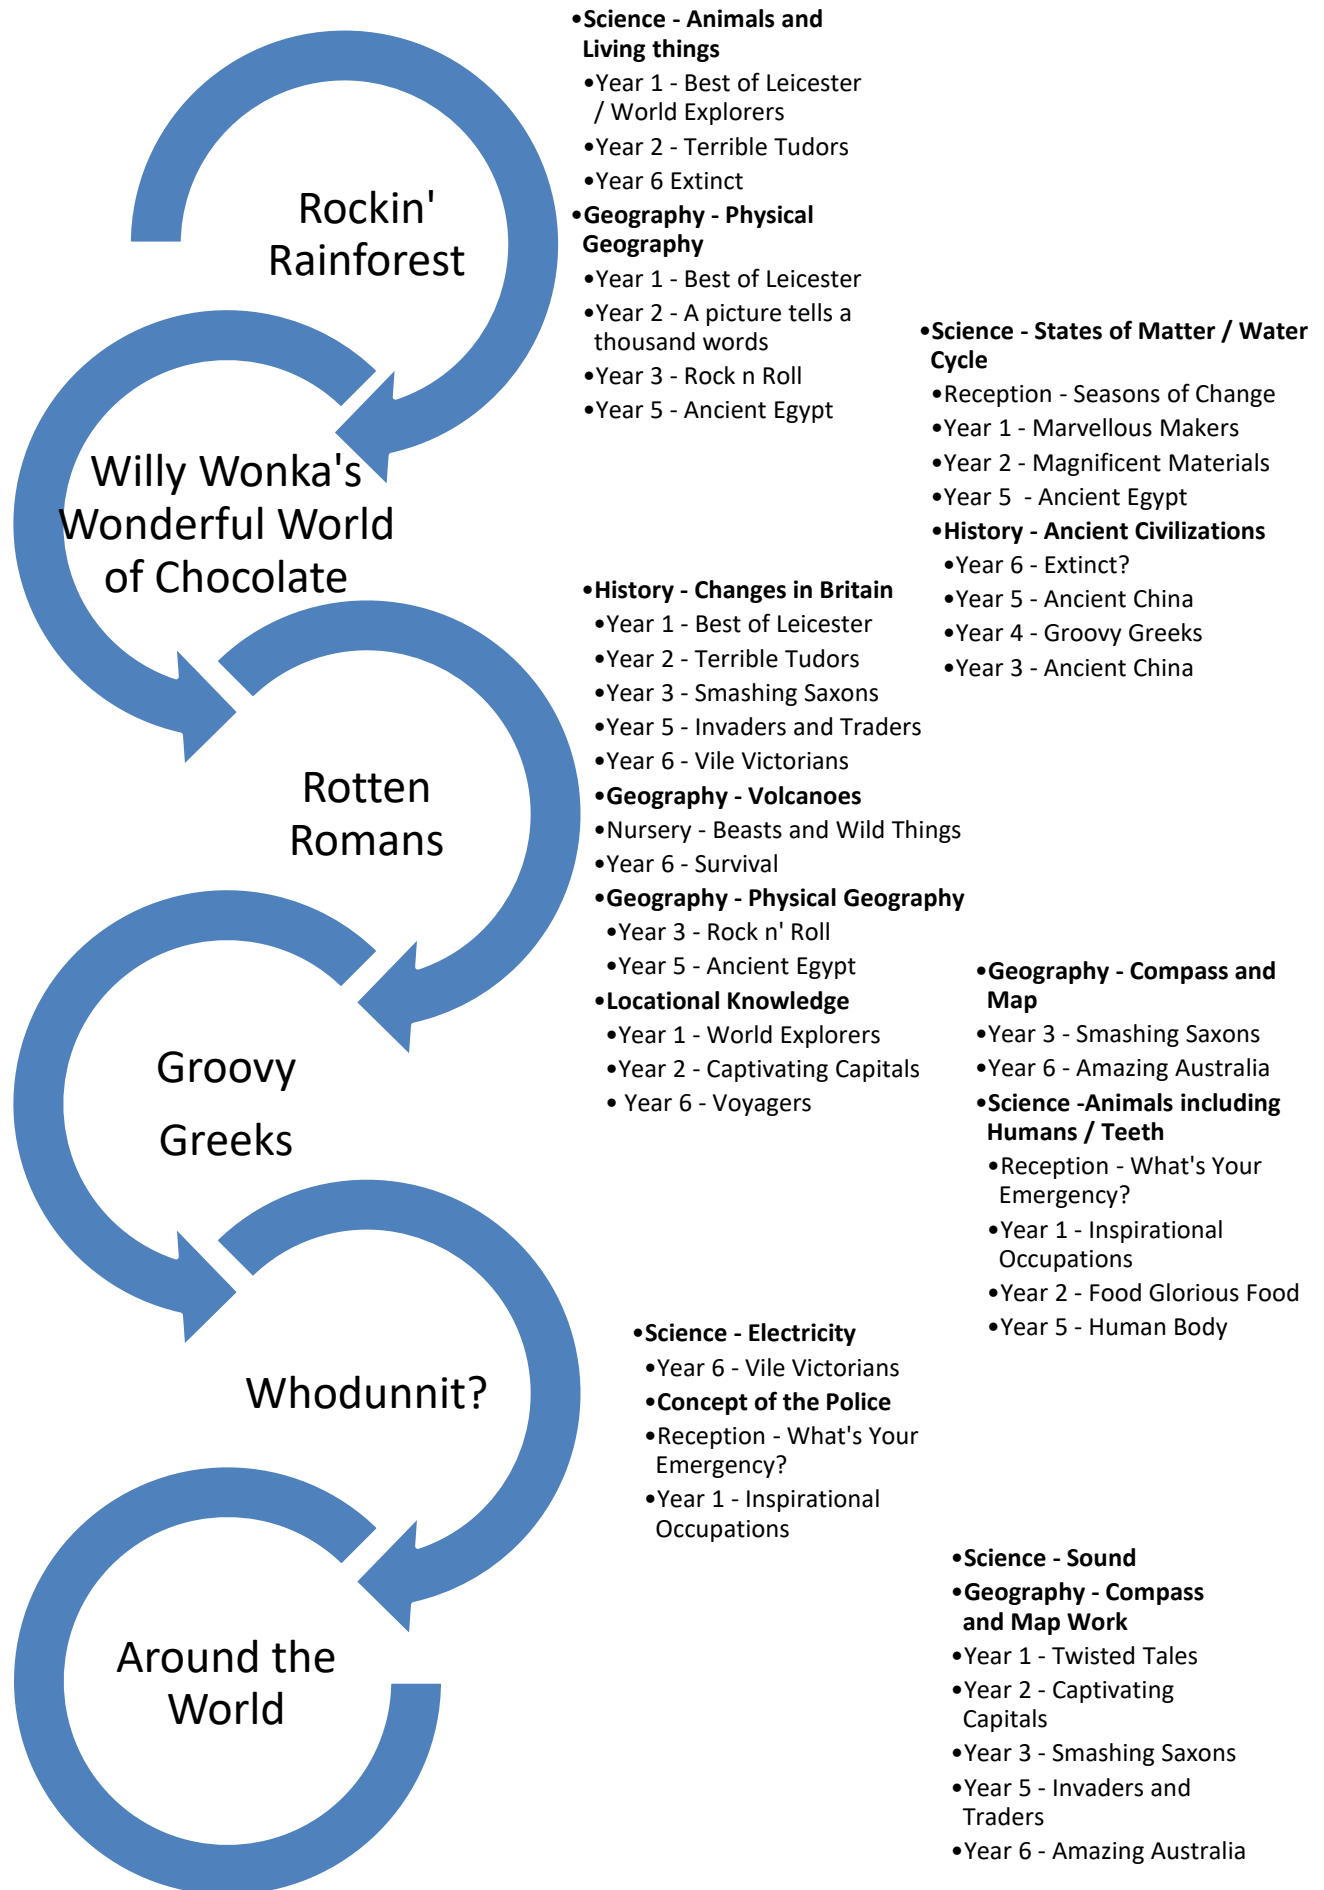 Rockin'
Rainforest
•Science - Animals and
Living things
•Year 1 - Best of Leicester
/ World Explorers
•Year 2 - Terrible Tudors
•Year 6 Extinct
•Geography - Physical
Geography
•Year 1 - Best of Leicester
•Year 2 - A picture tells a
thousand words
•Year 3 - Rock n Roll
•Year 5 - Ancient Egypt
Willy Wonka's
Wonderful World
of Chocolate
•Science - States of Matter / Water
Cycle
•Reception - Seasons of Change
•Year 1 - Marvellous Makers
•Year 2 - Magnificent Materials
•Year 5  - Ancient Egypt
•History - Ancient Civilizations
•Year 6 - Extinct?
•Year 5 - Ancient China
•Year 4 - Groovy Greeks
•Year 3 - Ancient China
Rotten
Romans
•History - Changes in Britain
•Year 1 - Best of Leicester
•Year 2 - Terrible Tudors
•Year 3 - Smashing Saxons
•Year 5 - Invaders and Traders
•Year 6 - Vile Victorians
•Geography - Volcanoes
•Nursery - Beasts and Wild Things
•Year 6 - Survival
•Geography - Physical Geography
•Year 3 - Rock n' Roll
•Year 5 - Ancient Egypt
•Locational Knowledge
•Year 1 - World Explorers
•Year 2 - Captivating Capitals
• Year 6 - Voyagers
Groovy
Greeks
•Geography - Compass and
Map
•Year 3 - Smashing Saxons
•Year 6 - Amazing Australia
•Science -Animals including
Humans / Teeth
•Reception - What's Your
Emergency?
•Year 1 - Inspirational
Occupations
•Year 2 - Food Glorious Food
•Year 5 - Human Body
Whodunnit?
•Science - Electricity
•Year 6 - Vile Victorians
•Concept of the Police
•Reception - What's Your
Emergency?
•Year 1 - Inspirational
Occupations
Around the
World
•Science - Sound
•Geography - Compass
and Map Work
•Year 1 - Twisted Tales
•Year 2 - Captivating
Capitals
•Year 3 - Smashing Saxons
•Year 5 - Invaders and
Traders
•Year 6 - Amazing Australia